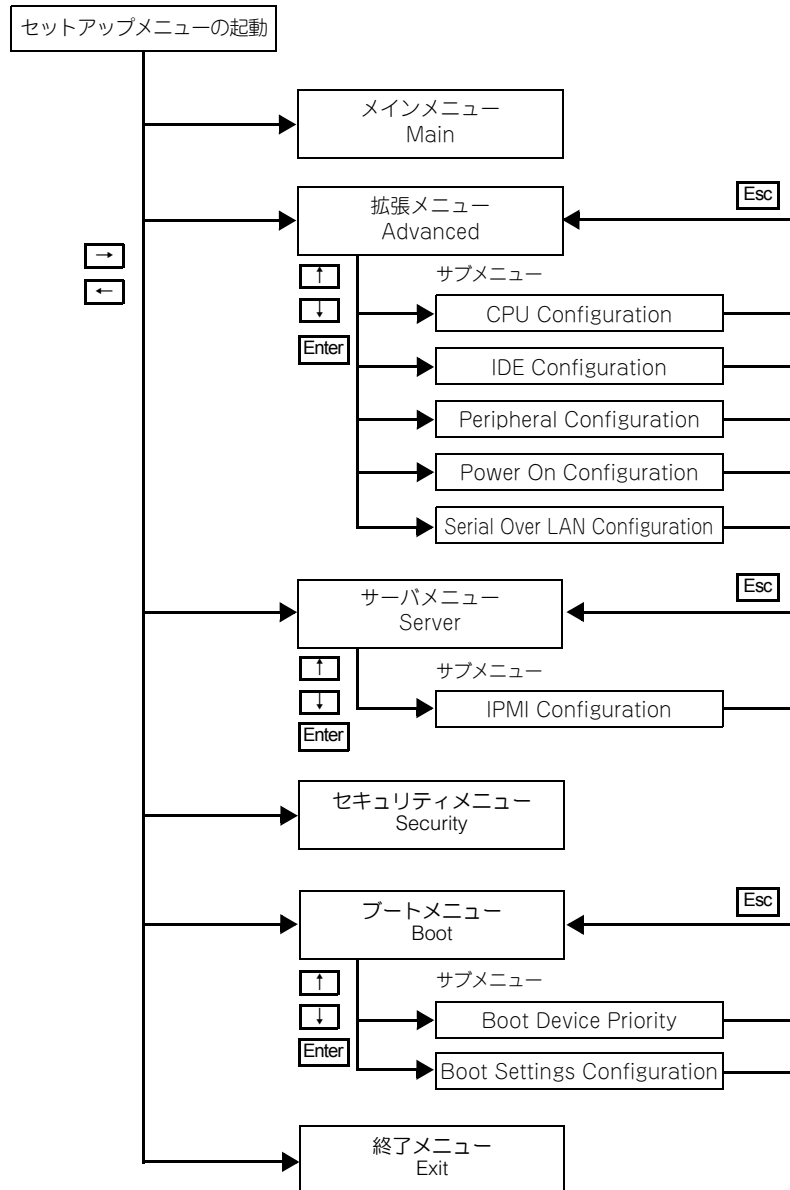 セットアップメニューの起動
メインメニュー
Main
Esc
拡張メニュー
Advanced
→
←
↑
↓
Enter
サブメニュー
CPU Configuration
IDE Configuration
Peripheral Configuration
Power On Configuration
Serial Over LAN Configuration
Esc
サーバメニュー
Server
↑
↓
Enter
サブメニュー
IPMI Configuration
セキュリティメニュー
Security
Esc
ブートメニュー
Boot
↑
↓
Enter
サブメニュー
Boot Device Priority
Boot Settings Configuration
終了メニュー
Exit